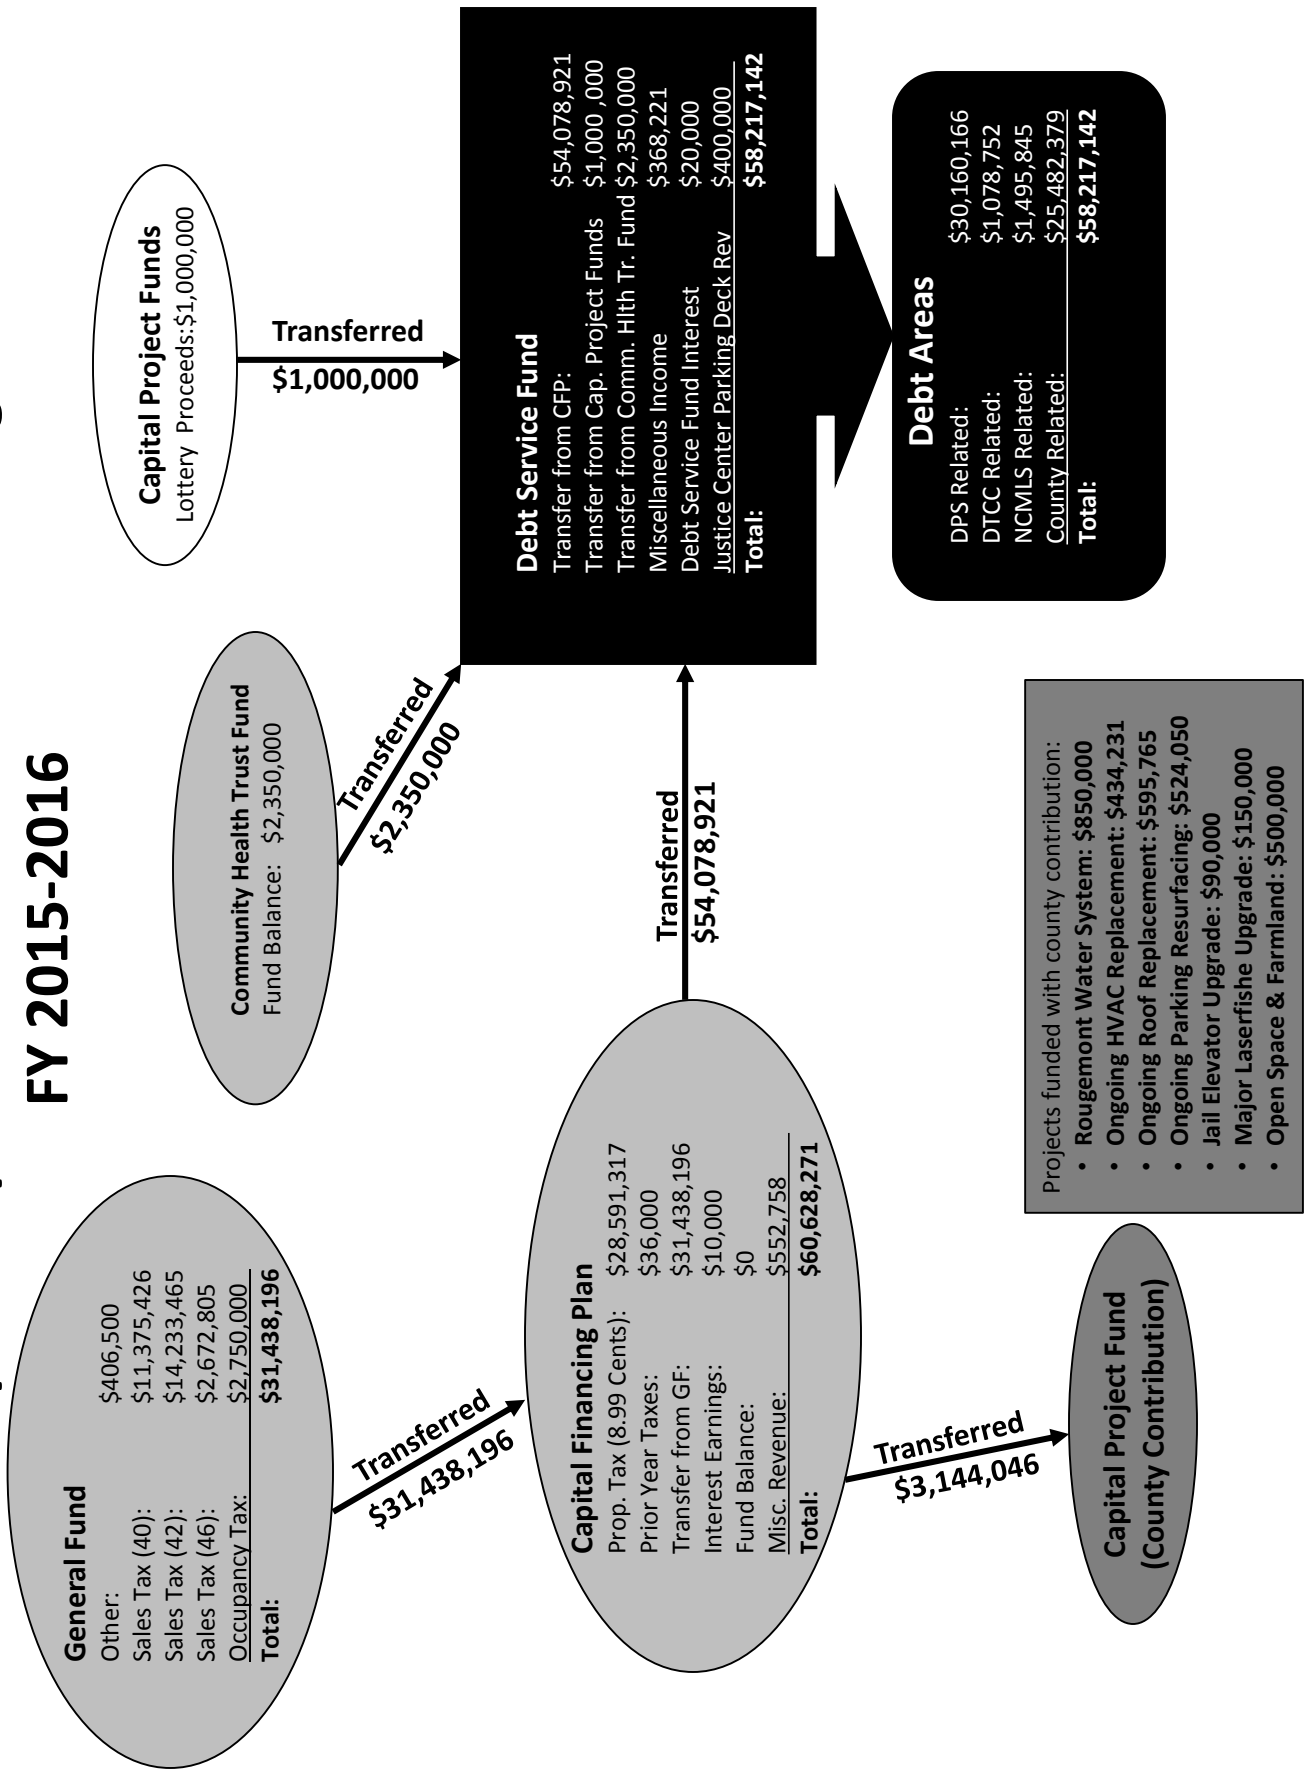 FY 2015-2016
General Fund
Other: $406,500
Sales Tax (40): $11,375,426
Sales Tax (42): $14,233,465
Sales Tax (46): $2,672,805
Occupancy Tax: $2,750,000
Total: $31,438,196
Community Health Trust Fund
Fund Balance: $2,350,000
Capital Project Funds
Lottery Proceeds:$1,000,000
Transferred
$31,438,196
Transferred
$2,350,000
Transferred
$1,000,000
Capital Financing Plan
Prop. Tax (8.99 Cents): $28,591,317
Prior Year Taxes: $36,000
Transfer from GF: $31,438,196
Interest Earnings: $10,000
Fund Balance: $0
Misc. Revenue: $552,758
Total: $60,628,271
Transferred
$54,078,921
Debt Service Fund
Transfer from CFP: $54,078,921
Transfer from Cap. Project Funds $1,000 ,000
Transfer from Comm. Hlth Tr. Fund $2,350,000
Miscellaneous Income $368,221
Debt Service Fund Interest $20,000
Justice Center Parking Deck Rev $400,000
Total: $58,217,142
Transferred
$3,144,046
Capital Project Fund
(County Contribution)
Projects funded with county contribution:
• Rougemont Water System: $850,000
• Ongoing HVAC Replacement: $434,231
• Ongoing Roof Replacement: $595,765
• Ongoing Parking Resurfacing: $524,050
• Jail Elevator Upgrade: $90,000
• Major Laserfishe Upgrade: $150,000
• Open Space & Farmland: $500,000
Debt Areas
DPS Related: $30,160,166
DTCC Related: $1,078,752
NCMLS Related: $1,495,845
County Related: $25,482,379
Total: $58,217,142